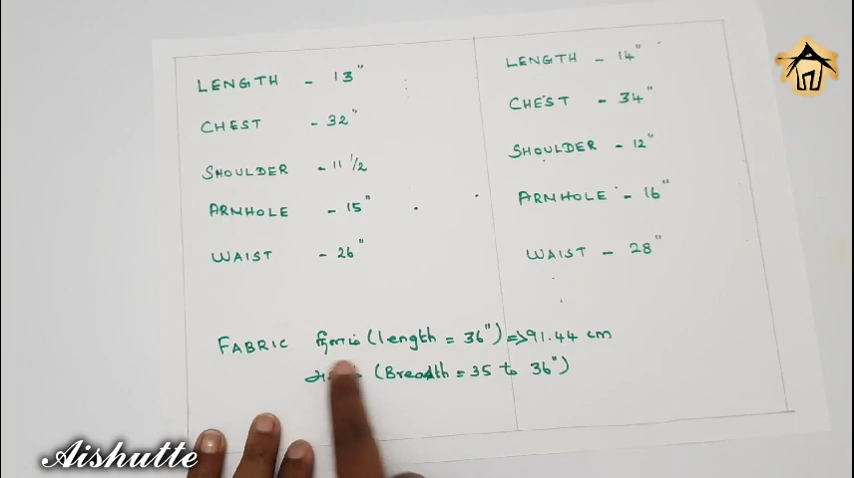 LENGTH - 13"
CHEST - 32"
SHOULDER - 11 1/2
ARMHOLE - 15"
WAIST - 26"
LENGTH - 14"
CHEST - 34"
SHOULDER - 12"
ARMHOLE - 16"
WAIST - 28"
FABRIC நீளம் (length = 36") => 91.44 cm
(Breadth = 35 to 36")
Aishutte